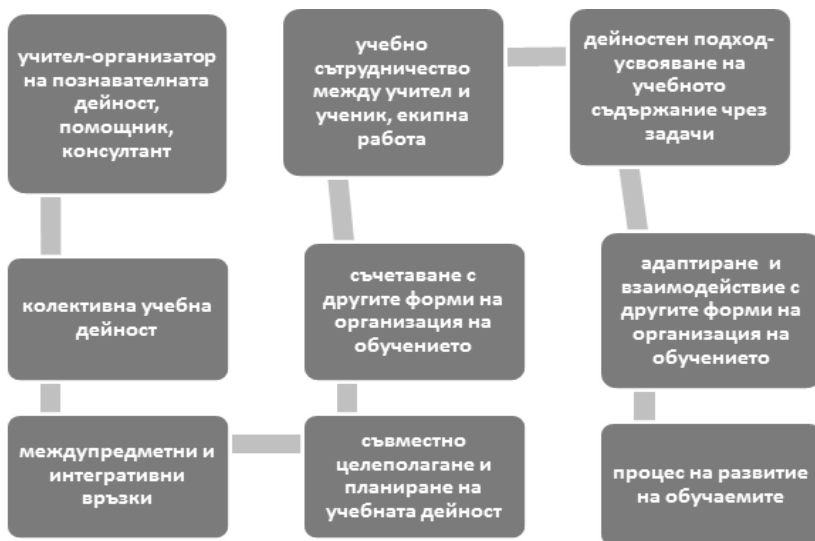 учител-организатор
на познавателната
дейност,
помощник,
консултант
колективна учебна
дейност
междупредметни и
интегративни
връзки
съвместно
целеполагане и
планиране на
учебната дейност
съчетаване с
другите форми на
организация на
обучението
учебно
сътрудничество
между учител и
ученик, екипна
работа
дейностен подход-
усвояване на
учебното
съдържание чрез
задачи
адаптиране и
взаимодействие с
другите форми на
организация на
обучението
процес на развитие
на обучаемите